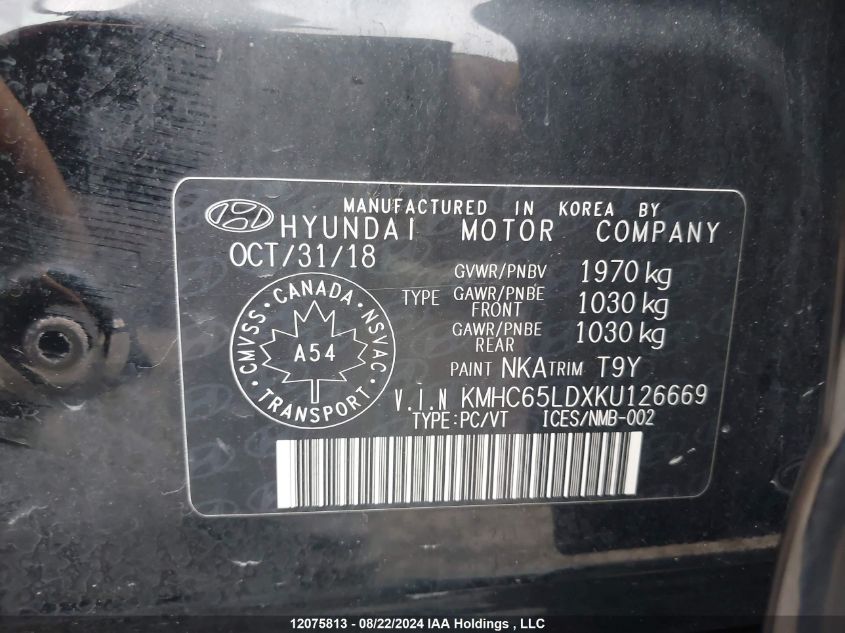 MANUFACTURED IN KOREA BY
HYUNDAI MOTOR COMPANY
OCT/31/18
GVWR/PNBV 1970 kg
TYPE GAWR/PNBE FRONT 1030 kg
GAWR/PNBE REAR 1030 kg
PAINT NKA TRIM T9Y
CMVSS · CANADA · NSVAC · TRANSPORT ·
A54
V.I.N KMHC65LDXKU126669
TYPE:PC/VT ICES/NMB-002
12075813 - 08/22/2024 IAA Holdings, LLC